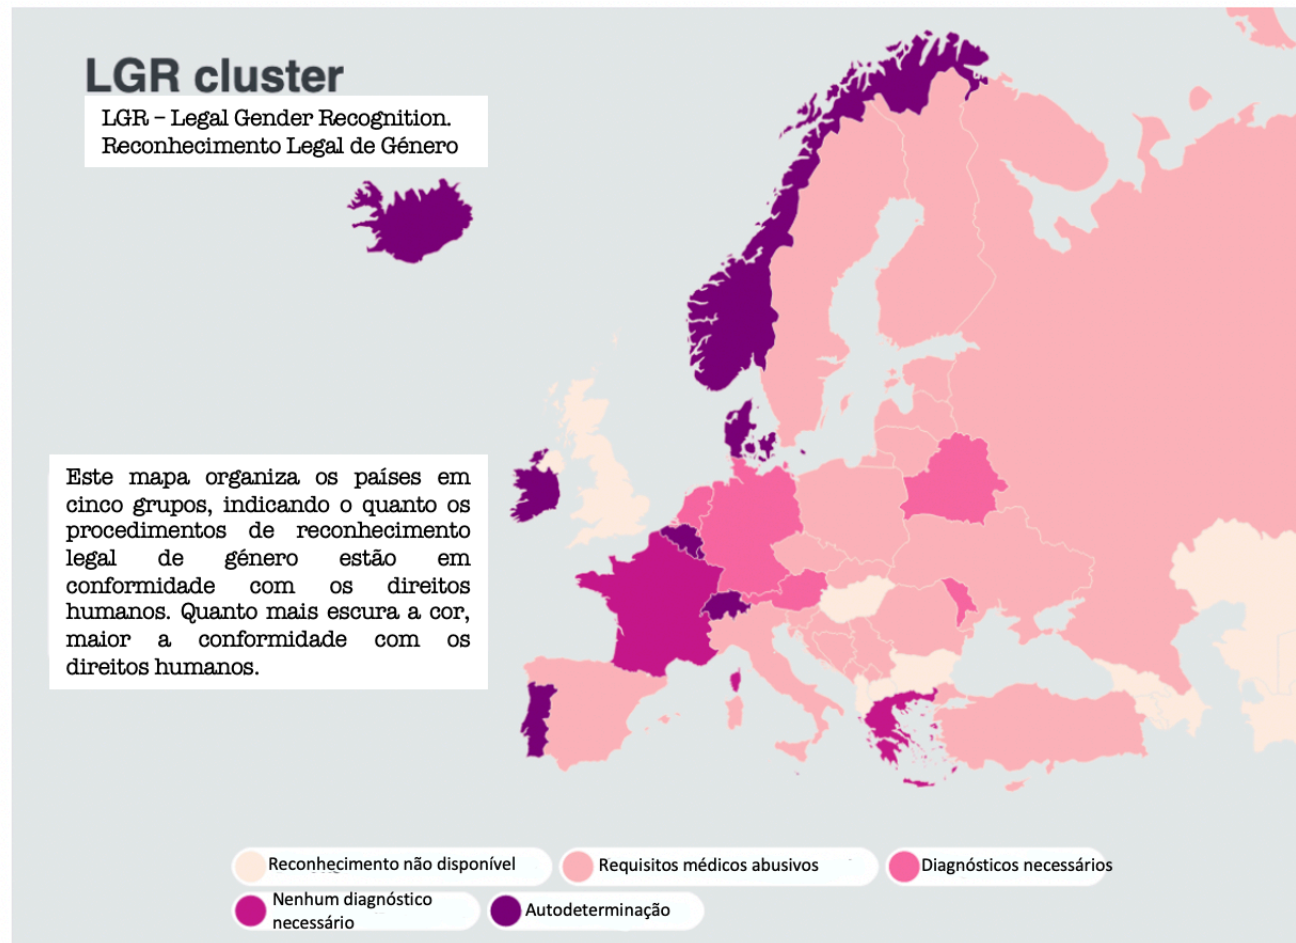 LGR cluster
LGR – Legal Gender Recognition.
Reconhecimento Legal de Género
Este mapa organiza os países em
cinco grupos, indicando o quanto os
procedimentos de reconhecimento
legal de género estão em
conformidade com os direitos
humanos. Quanto mais escura a cor,
maior a conformidade com os
direitos humanos.
Reconhecimento não disponível
Requisitos médicos abusivos
Diagnósticos necessários
Nenhum diagnóstico
necessário
Autodeterminação